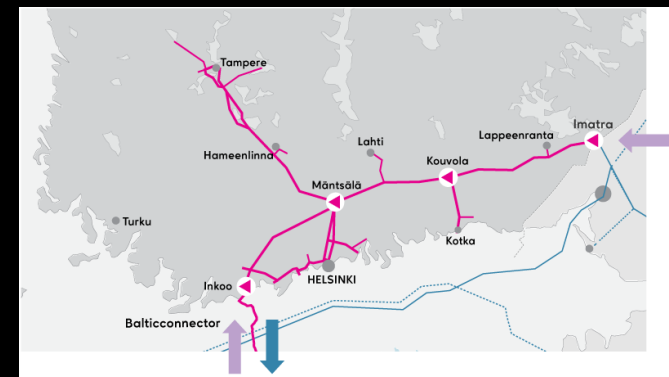 Tampere
Imatra
Lahti
Lappeenranta
Hameenlinna
Kouvola
Mäntsälä
Turku
Kotka
HELSINKI
Inkoo
Balticconnector